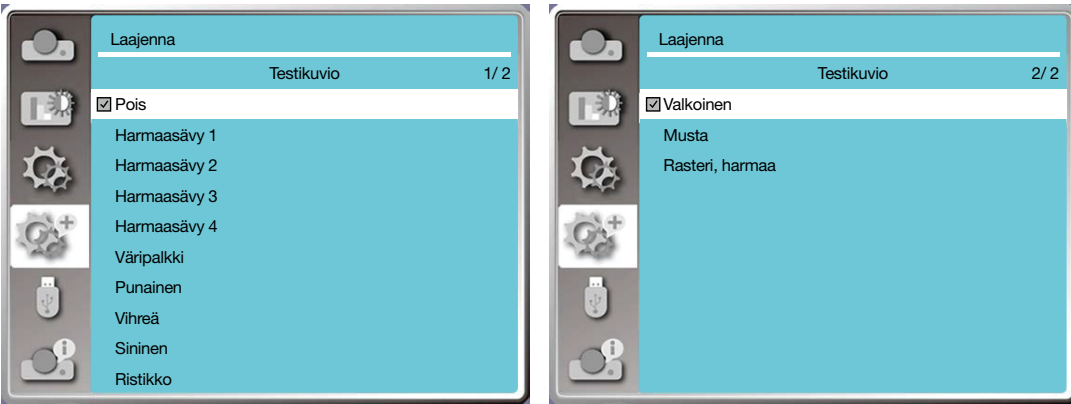 Laajenna
Testikuvio 1/ 2
Pois
Harmaasävy 1
Harmaasävy 2
Harmaasävy 3
Harmaasävy 4
Väripalkki
Punainen
Vihreä
Sininen
Ristikko
Laajenna
Testikuvio 2/ 2
Valkoinen
Musta
Rasteri, harmaa